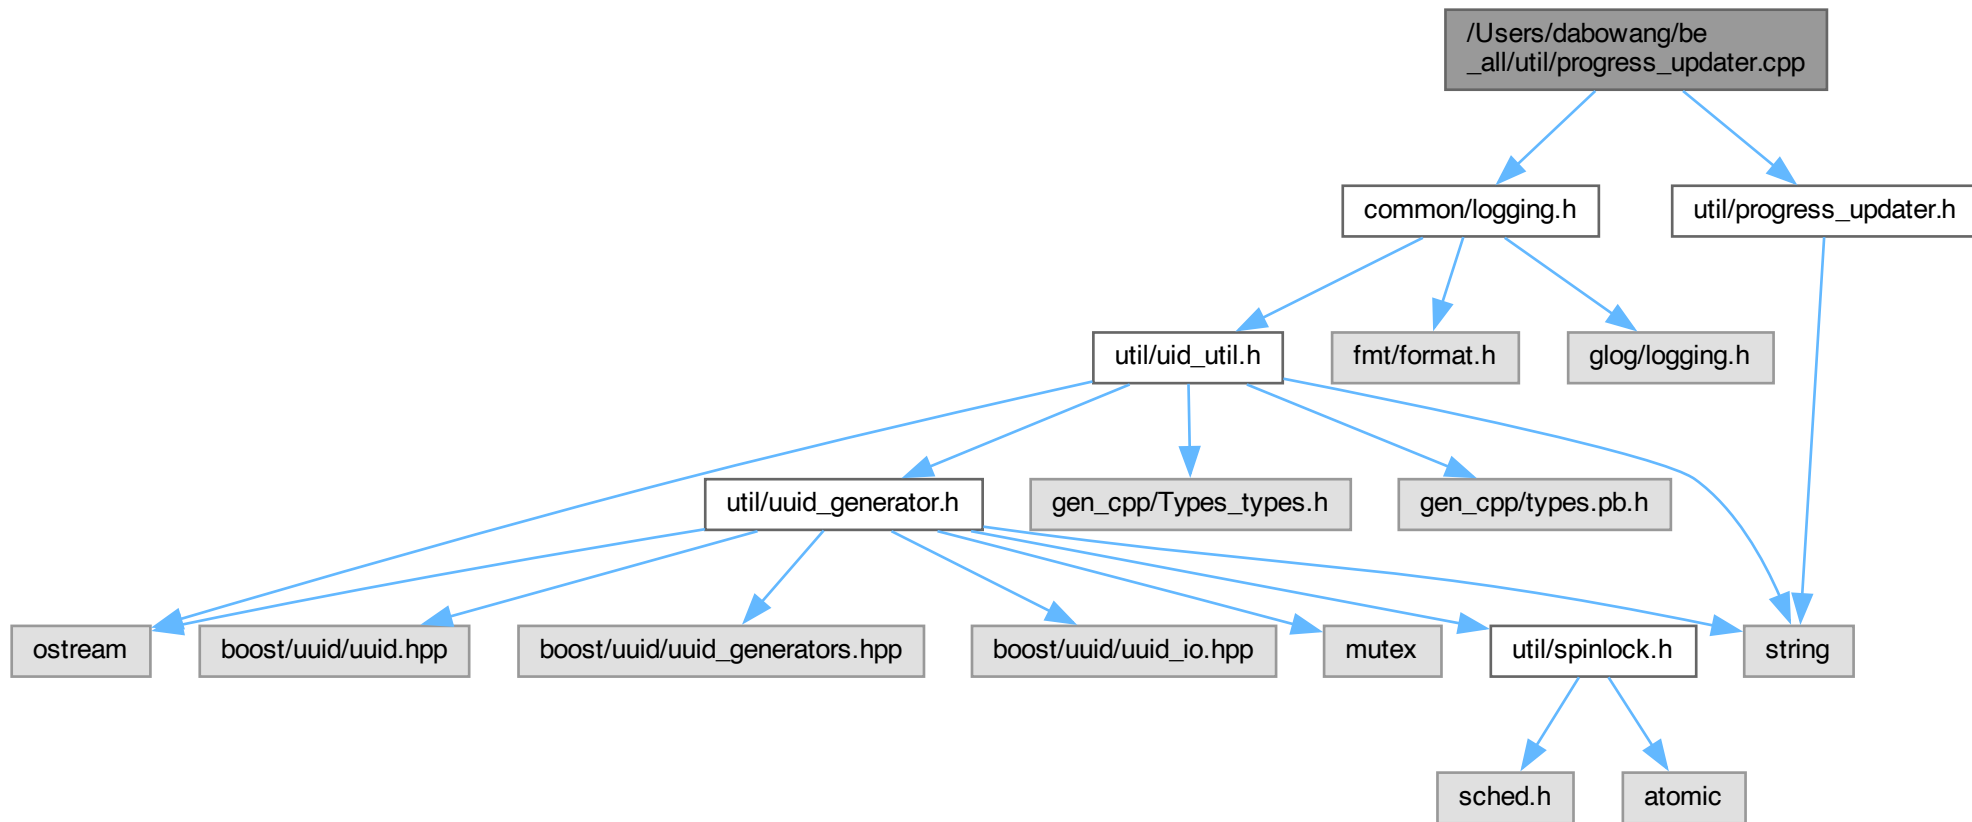 /Users/dabowang/be
_all/util/progress_updater.cpp
common/logging.h
util/progress_updater.h
util/uid_util.h
fmt/format.h
glog/logging.h
util/uuid_generator.h
gen_cpp/Types_types.h
gen_cpp/types.pb.h
ostream
boost/uuid/uuid.hpp
boost/uuid/uuid_generators.hpp
boost/uuid/uuid_io.hpp
mutex
util/spinlock.h
string
sched.h
atomic